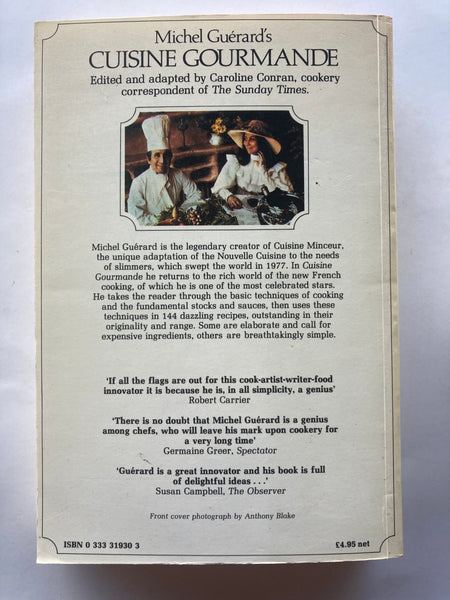 Michel Guérard's
CUISINE GOURMANDE
Edited and adapted by Caroline Conran, cookery
correspondent of The Sunday Times.
Michel Guérard is the legendary creator of Cuisine Minceur,
the unique adaptation of the Nouvelle Cuisine to the needs
of slimmers, which swept the world in 1977. In Cuisine
Gourmande he returns to the rich world of the new French
cooking, of which he is one of the most celebrated stars.
He takes the reader through the basic techniques of cooking
and the fundamental stocks and sauces, then uses these
techniques in 144 dazzling recipes, outstanding in their
originality and range. Some are elaborate and call for
expensive ingredients, others are breathtakingly simple.
'If all the flags are out for this cook-artist-writer-food
innovator it is because he is, in all simplicity, a genius'
Robert Carrier
'There is no doubt that Michel Guérard is a genius
among chefs, who will leave his mark upon cookery for
a very long time'
Germaine Greer, Spectator
'Guérard is a great innovator and his book is full
of delightful ideas . . .'
Susan Campbell, The Observer
Front cover photograph by Anthony Blake
ISBN 0 333 31930 3
£4.95 net